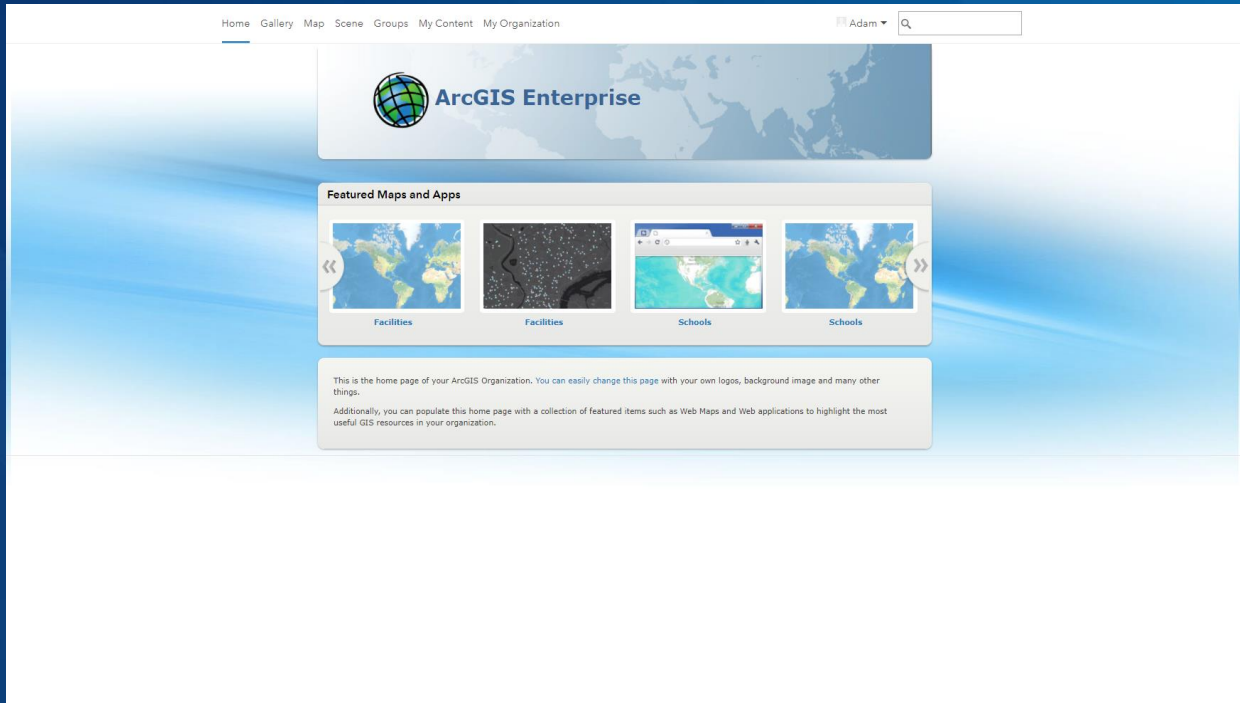 Home Gallery Map Scene Groups My Content My Organization Adam
ArcGIS Enterprise
Featured Maps and Apps
Facilities Facilities Schools Schools
This is the home page of your ArcGIS Organization. You can easily change this page with your own logos, background image and many other
things.
Additionally, you can populate this home page with a collection of featured items such as Web Maps and Web applications to highlight the most
useful GIS resources in your organization.